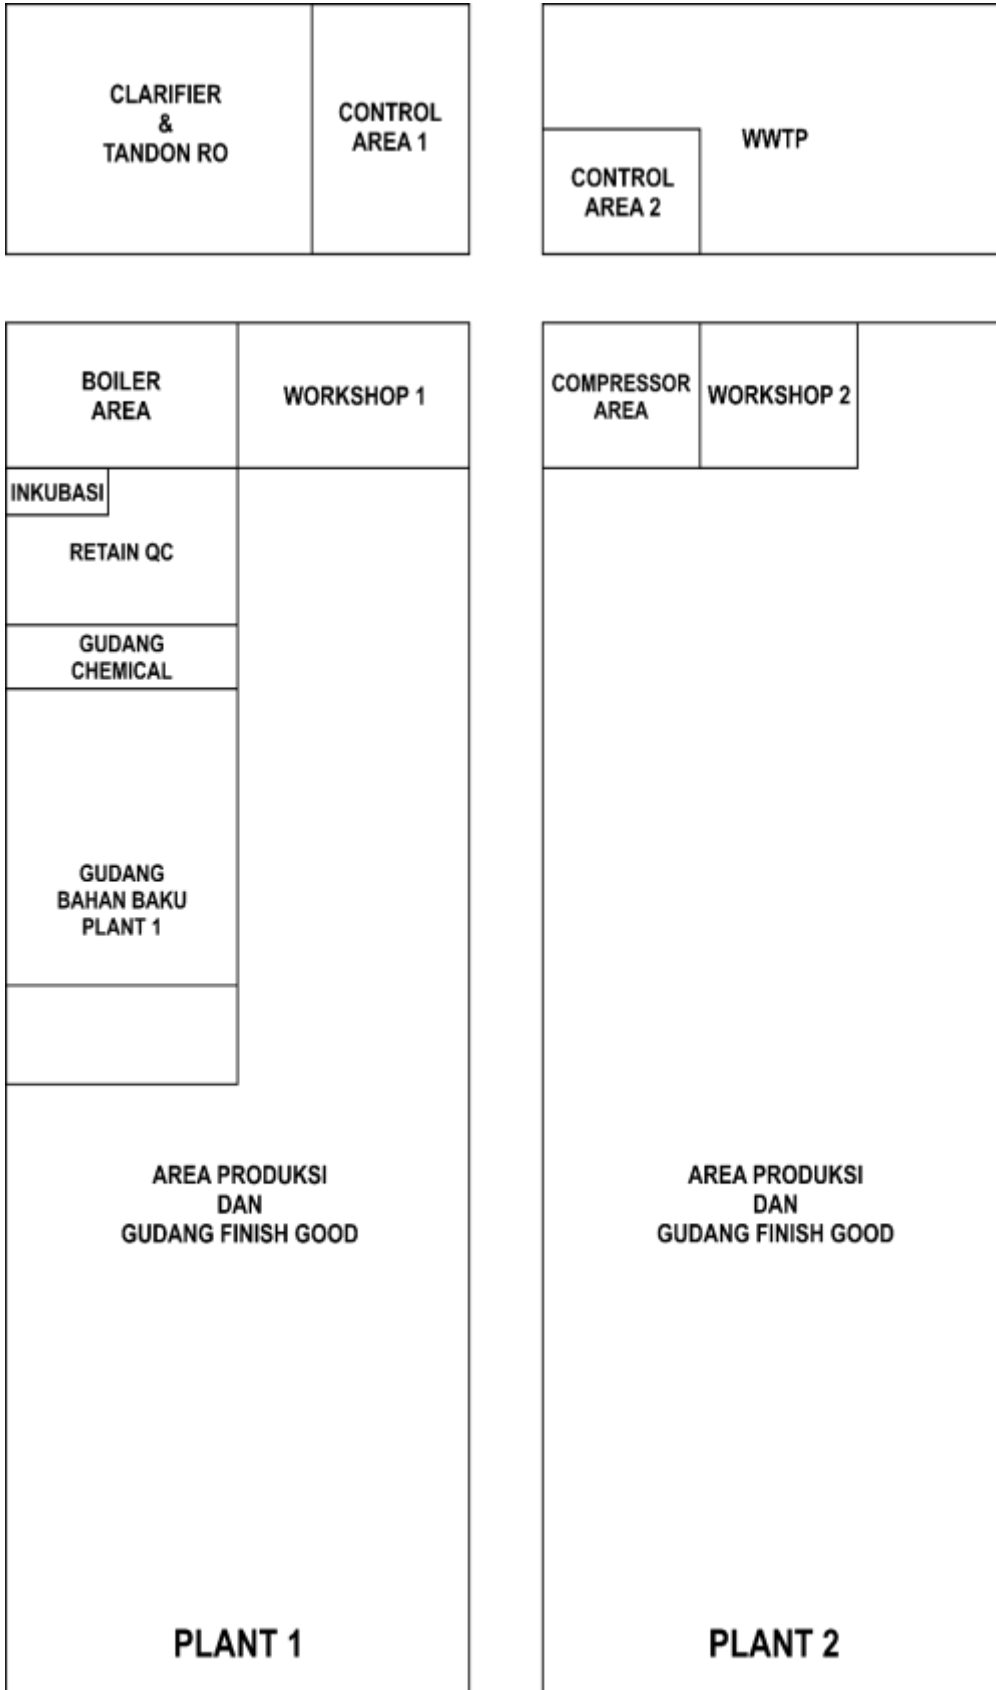 CLARIFIER
&
TANDON RO
CONTROL
AREA 1
WWTP
CONTROL
AREA 2
BOILER
AREA
WORKSHOP 1
COMPRESSOR
AREA
WORKSHOP 2
INKUBASI
RETAIN QC
GUDANG
CHEMICAL
GUDANG
BAHAN BAKU
PLANT 1
AREA PRODUKSI
DAN
GUDANG FINISH GOOD
AREA PRODUKSI
DAN
GUDANG FINISH GOOD
PLANT 1
PLANT 2